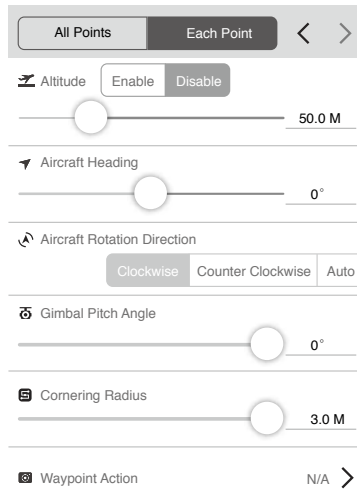 All Points Each Point
Altitude Enable Disable
50.0 M
Aircraft Heading
0°
Aircraft Rotation Direction
Clockwise Counter Clockwise Auto
Gimbal Pitch Angle
0°
Cornering Radius
3.0 M
Waypoint Action N/A